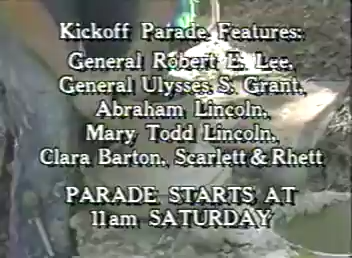 Kickoff Parade Features:
General Robert E. Lee,
General Ulysses S. Grant,
Abraham Lincoln,
Mary Todd Lincoln,
Clara Barton, Scarlett & Rhett
PARADE STARTS AT
11am SATURDAY